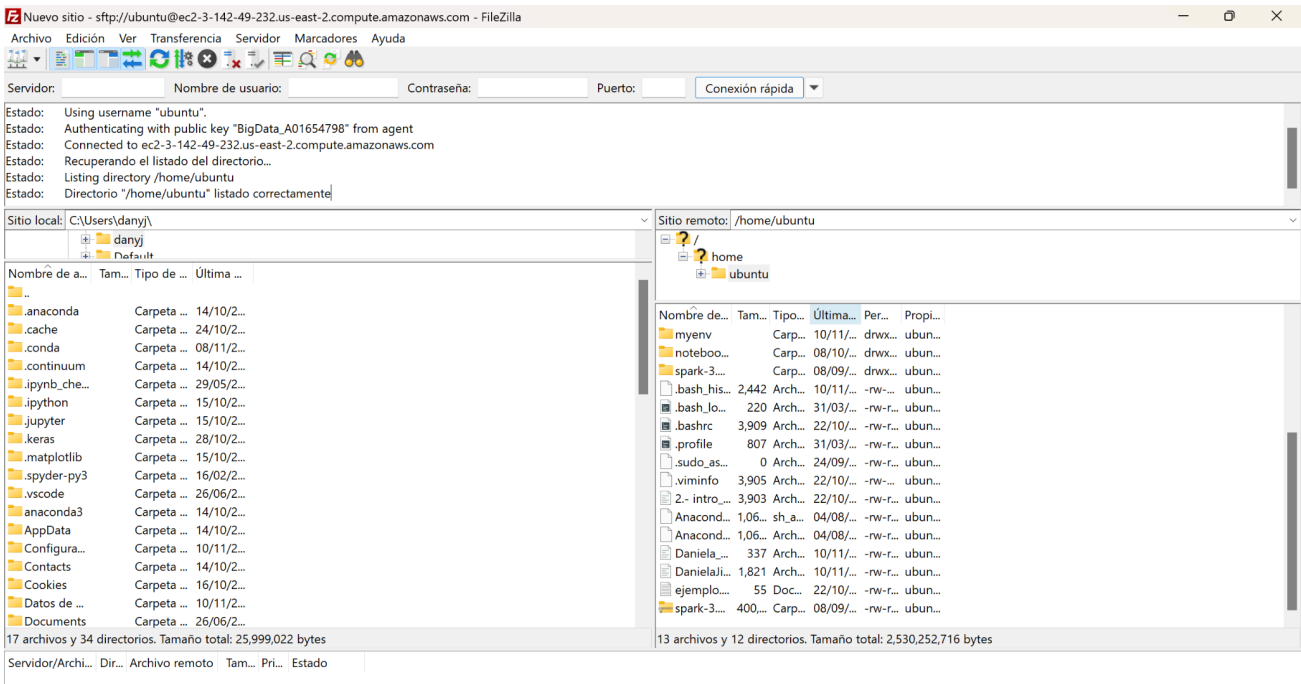 Nuevo sitio - sftp://ubuntu@ec2-3-142-49-232.us-east-2.compute.amazonaws.com - FileZilla
Archivo Edición Ver Transferencia Servidor Marcadores Ayuda
Servidor: Nombre de usuario: Contraseña: Puerto: Conexión rápida
Estado: Using username "ubuntu".
Estado: Authenticating with public key "BigData_A01654798" from agent
Estado: Connected to ec2-3-142-49-232.us-east-2.compute.amazonaws.com
Estado: Recuperando el listado del directorio...
Estado: Listing directory /home/ubuntu
Estado: Directorio "/home/ubuntu" listado correctamente
Sitio local: C:\Users\danyj\
danyj
Default
Nombre de a... Tam... Tipo de ... Última ...
..
.anaconda Carpeta ... 14/10/2...
.cache Carpeta ... 24/10/2...
.conda Carpeta ... 08/11/2...
.continuum Carpeta ... 14/10/2...
.ipynb_che... Carpeta ... 29/05/2...
.ipython Carpeta ... 15/10/2...
.jupyter Carpeta ... 15/10/2...
.keras Carpeta ... 28/10/2...
.matplotlib Carpeta ... 15/10/2...
.spyder-py3 Carpeta ... 16/02/2...
.vscode Carpeta ... 26/06/2...
anaconda3 Carpeta ... 14/10/2...
AppData Carpeta ... 14/10/2...
Configura... Carpeta ... 10/11/2...
Contacts Carpeta ... 14/10/2...
Cookies Carpeta ... 16/10/2...
Datos de ... Carpeta ... 10/11/2...
Documents Carpeta ... 26/06/2...
17 archivos y 34 directorios. Tamaño total: 25,999,022 bytes
Sitio remoto: /home/ubuntu
/
home
ubuntu
Nombre de... Tam... Tipo... Última... Per... Propi...
myenv Carp... 10/11/... drwx... ubun...
noteboo... Carp... 08/10/... drwx... ubun...
spark-3.... Carp... 08/09/... drwx... ubun...
.bash_his... 2,442 Arch... 10/11/... -rw-... ubun...
.bash_lo... 220 Arch... 31/03/... -rw-r... ubun...
.bashrc 3,909 Arch... 22/10/... -rw-r... ubun...
.profile 807 Arch... 31/03/... -rw-r... ubun...
.sudo_as... 0 Arch... 24/09/... -rw-r... ubun...
.viminfo 3,905 Arch... 22/10/... -rw-... ubun...
2.- intro_... 3,903 Arch... 22/10/... -rw-r... ubun...
Anacond... 1,06... sh_a... 04/08/... -rw-r... ubun...
Anacond... 1,06... Arch... 04/08/... -rw-r... ubun...
Daniela_... 337 Arch... 10/11/... -rw-r... ubun...
DanielaJi... 1,821 Arch... 10/11/... -rw-r... ubun...
ejemplo.... 55 Doc... 22/10/... -rw-r... ubun...
spark-3.... 400,... Carp... 08/09/... -rw-r... ubun...
13 archivos y 12 directorios. Tamaño total: 2,530,252,716 bytes
Servidor/Archi... Dir... Archivo remoto Tam... Pri... Estado